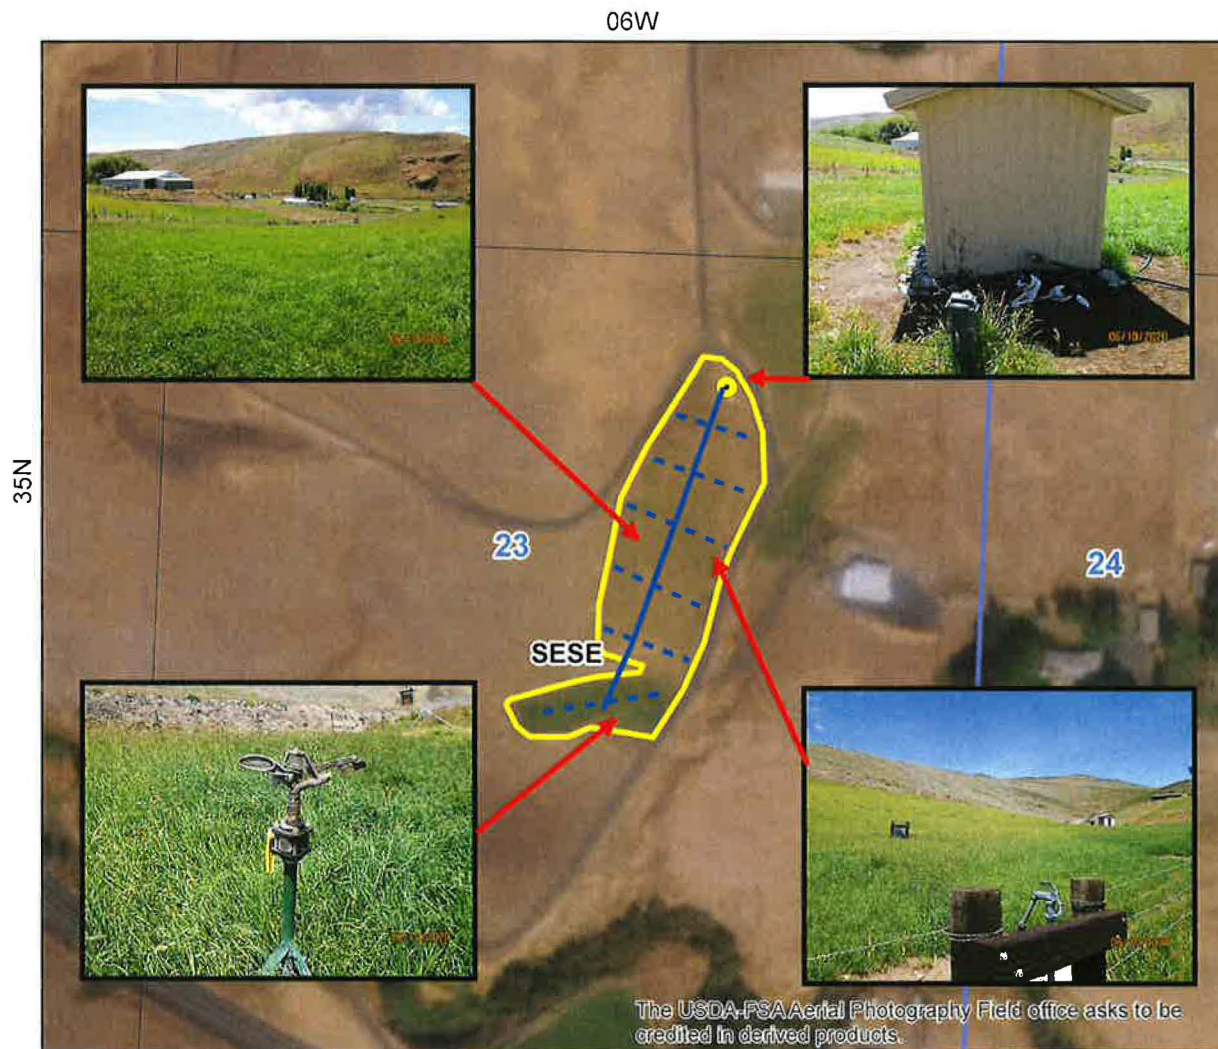 06W
35N
06/10/2020
23
24
SESE
The USDA-FSA Aerial Photography Field office asks to be
credited in derived products.